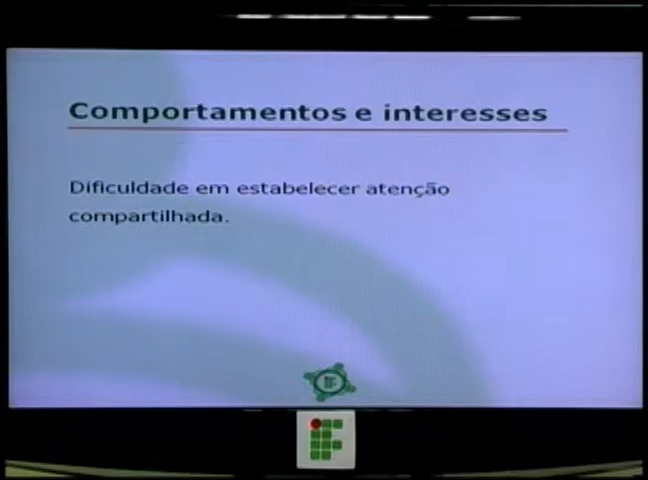 Comportamentos e interesses
Dificuldade em estabelecer atenção
compartilhada.